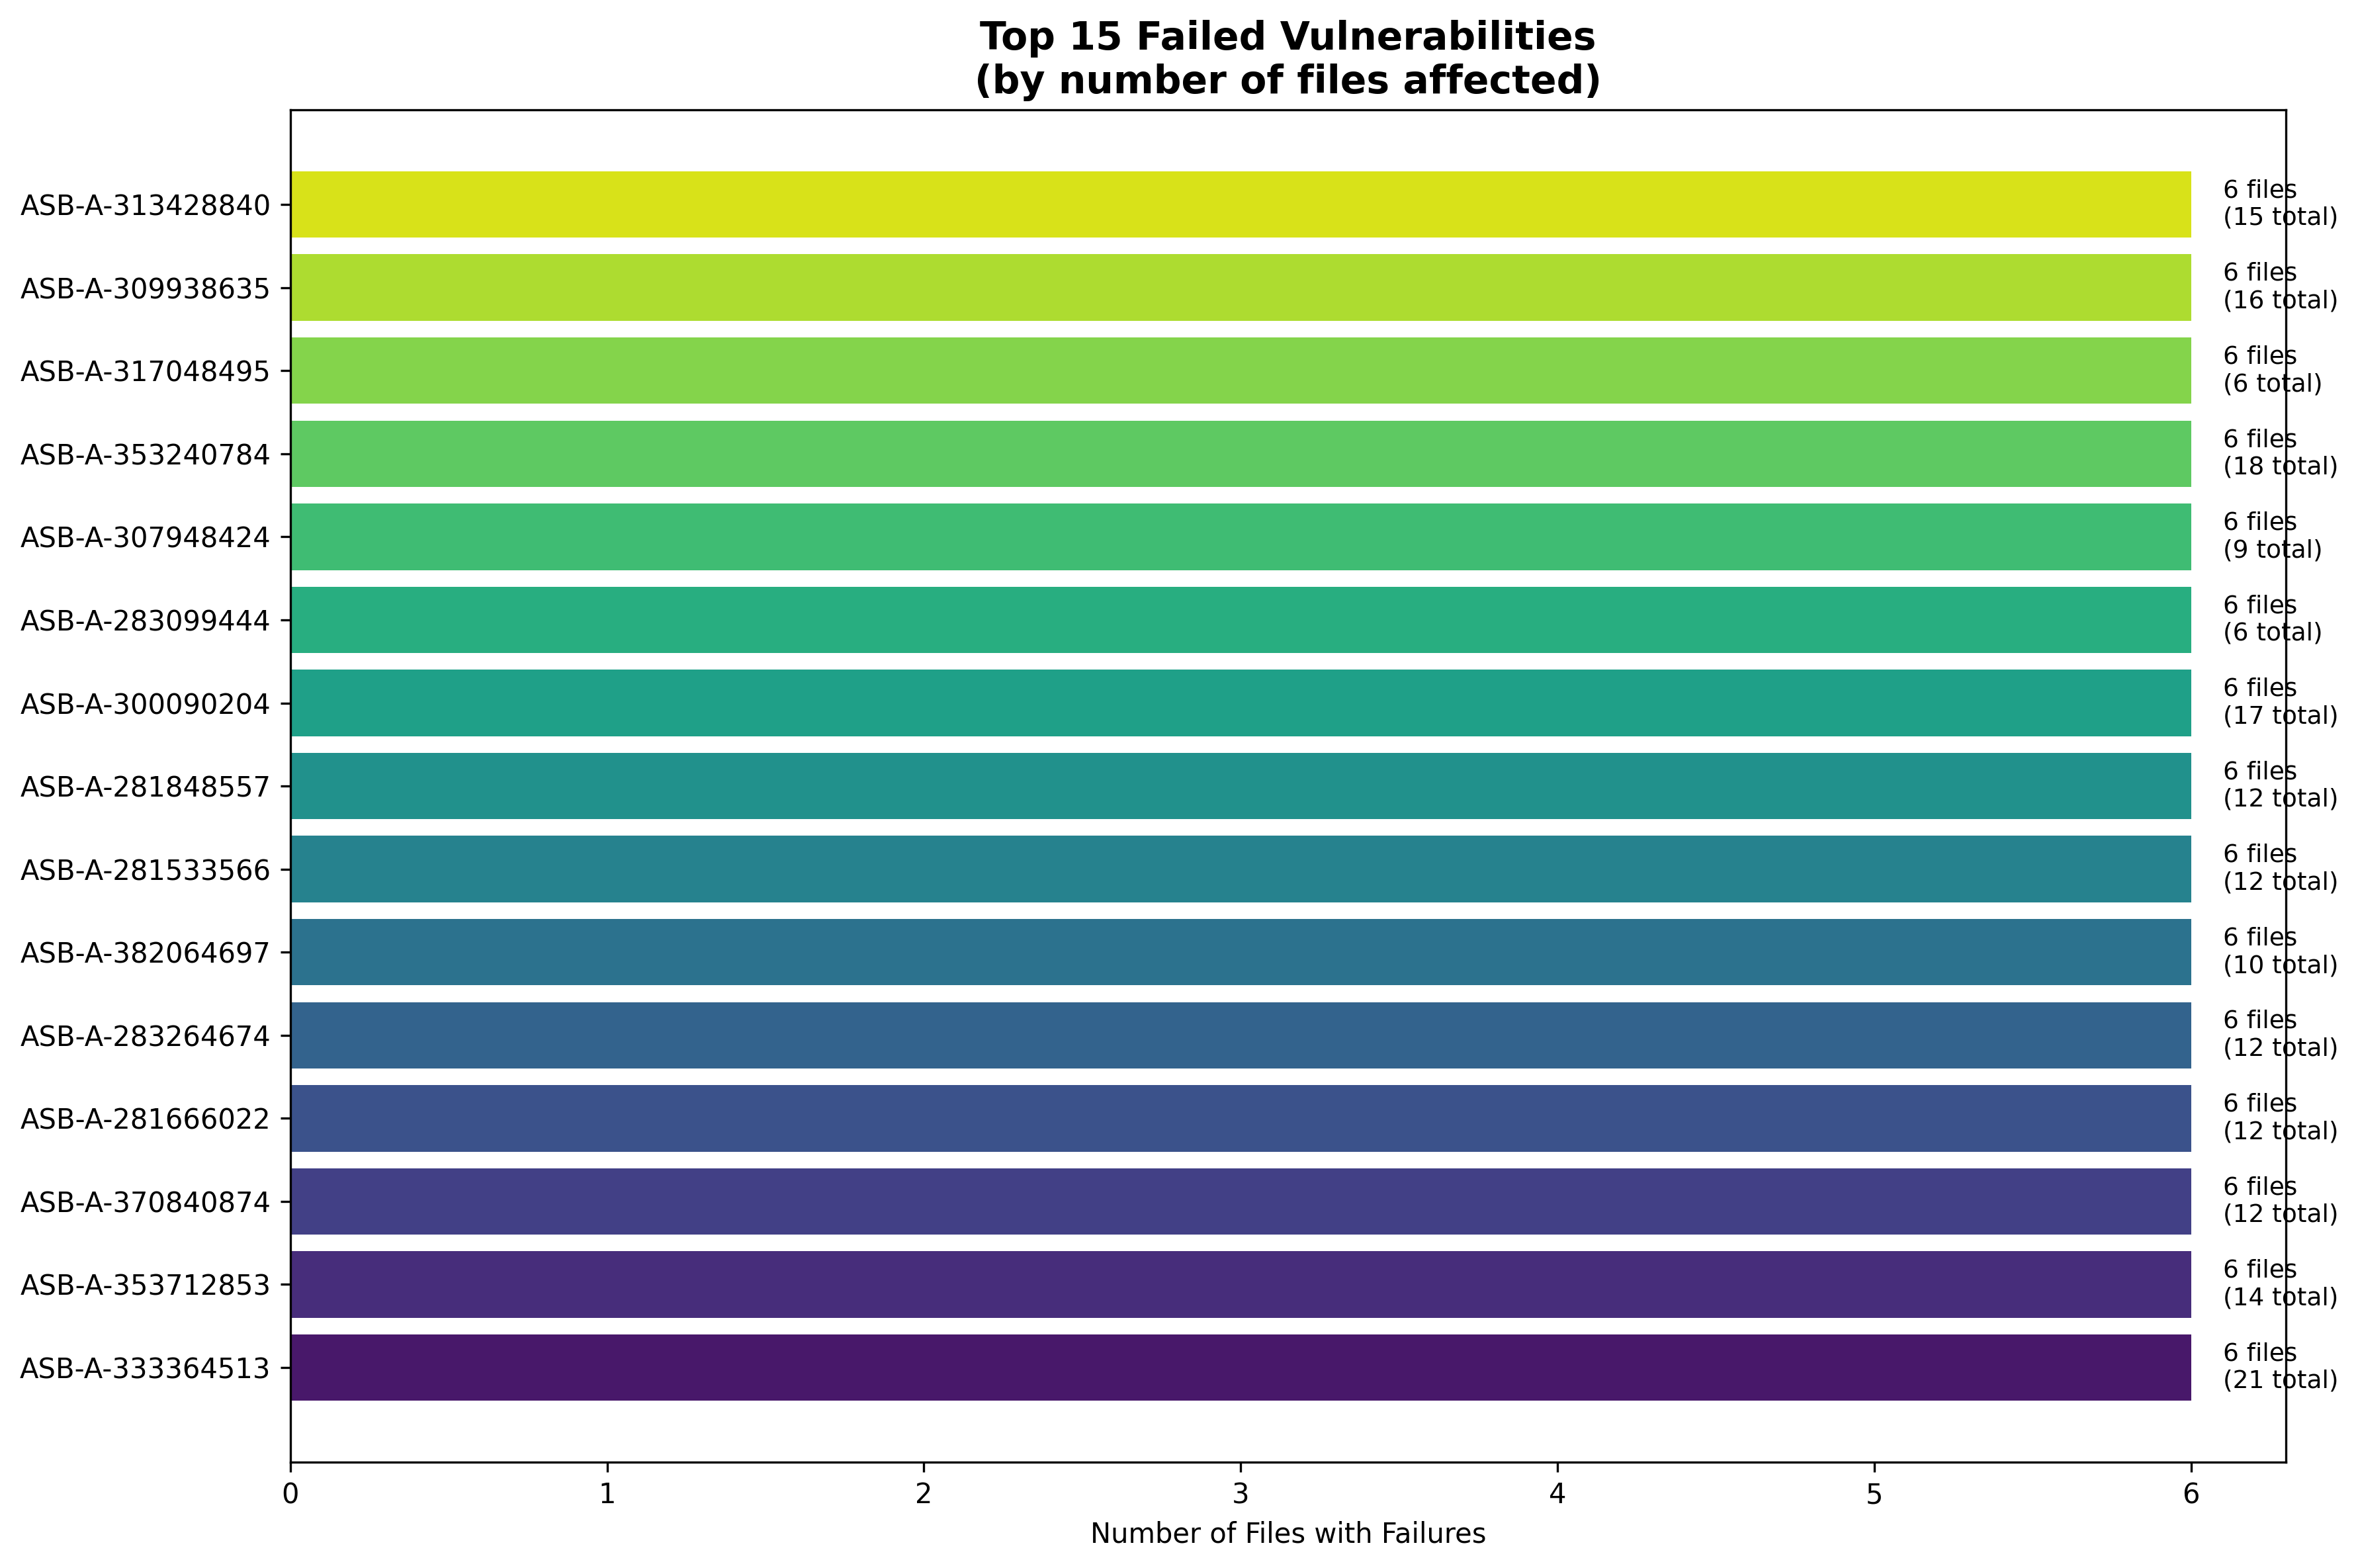 Top 15 Failed Vulnerabilities
(by number of files affected)
ASB-A-313428840
6 files
(15 total)
ASB-A-309938635
6 files
(16 total)
ASB-A-317048495
6 files
(6 total)
ASB-A-353240784
6 files
(18 total)
ASB-A-307948424
6 files
(9 total)
ASB-A-283099444
6 files
(6 total)
ASB-A-300090204
6 files
(17 total)
ASB-A-281848557
6 files
(12 total)
ASB-A-281533566
6 files
(12 total)
ASB-A-382064697
6 files
(10 total)
ASB-A-283264674
6 files
(12 total)
ASB-A-281666022
6 files
(12 total)
ASB-A-370840874
6 files
(12 total)
ASB-A-353712853
6 files
(14 total)
ASB-A-333364513
6 files
(21 total)
0 1 2 3 4 5 6
Number of Files with Failures